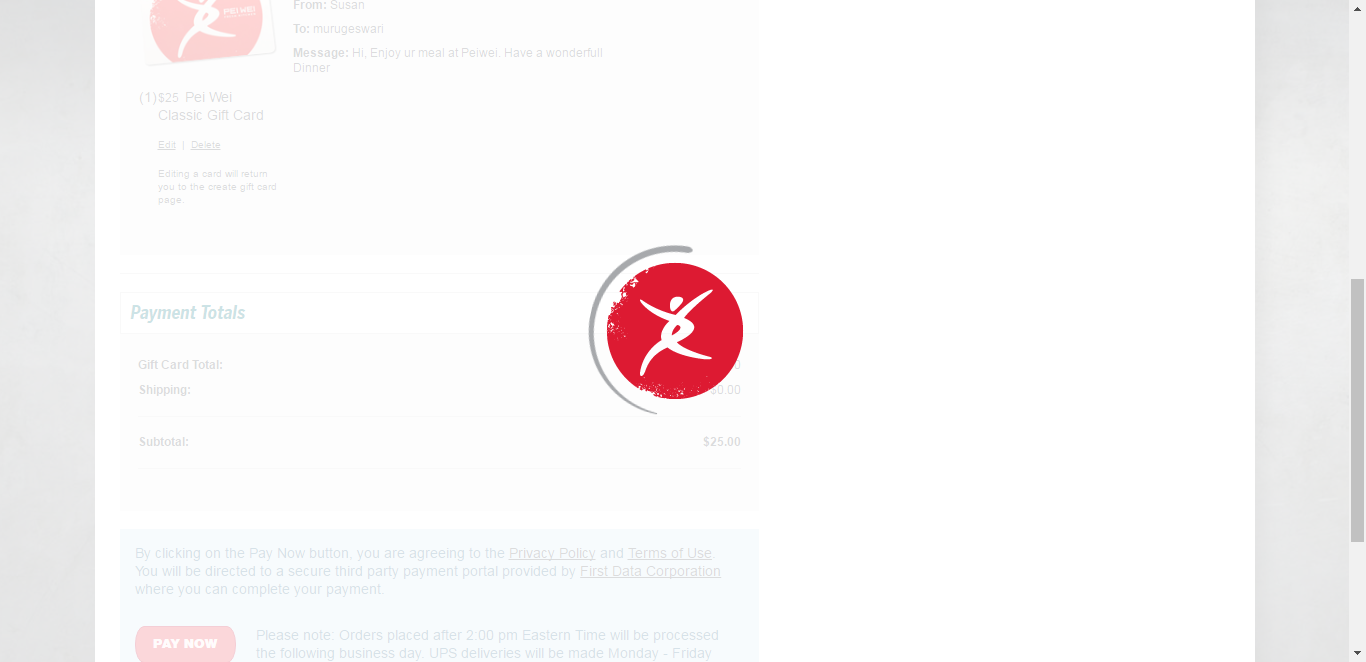 PEI WEI
From: Susan
To: murugeswari
Message: Hi, Enjoy ur meal at Peiwei. Have a wonderfull
Dinner
(1) $25 Pei Wei
Classic Gift Card
Edit | Delete
Editing a card will return
you to the create gift card
page.
Payment Totals
Gift Card Total:
Shipping: $0.00
Subtotal: $25.00
By clicking on the Pay Now button, you are agreeing to the Privacy Policy and Terms of Use.
You will be directed to a secure third party payment portal provided by First Data Corporation
where you can complete your payment.
PAY NOW
Please note: Orders placed after 2:00 pm Eastern Time will be processed
the following business day. UPS deliveries will be made Monday - Friday